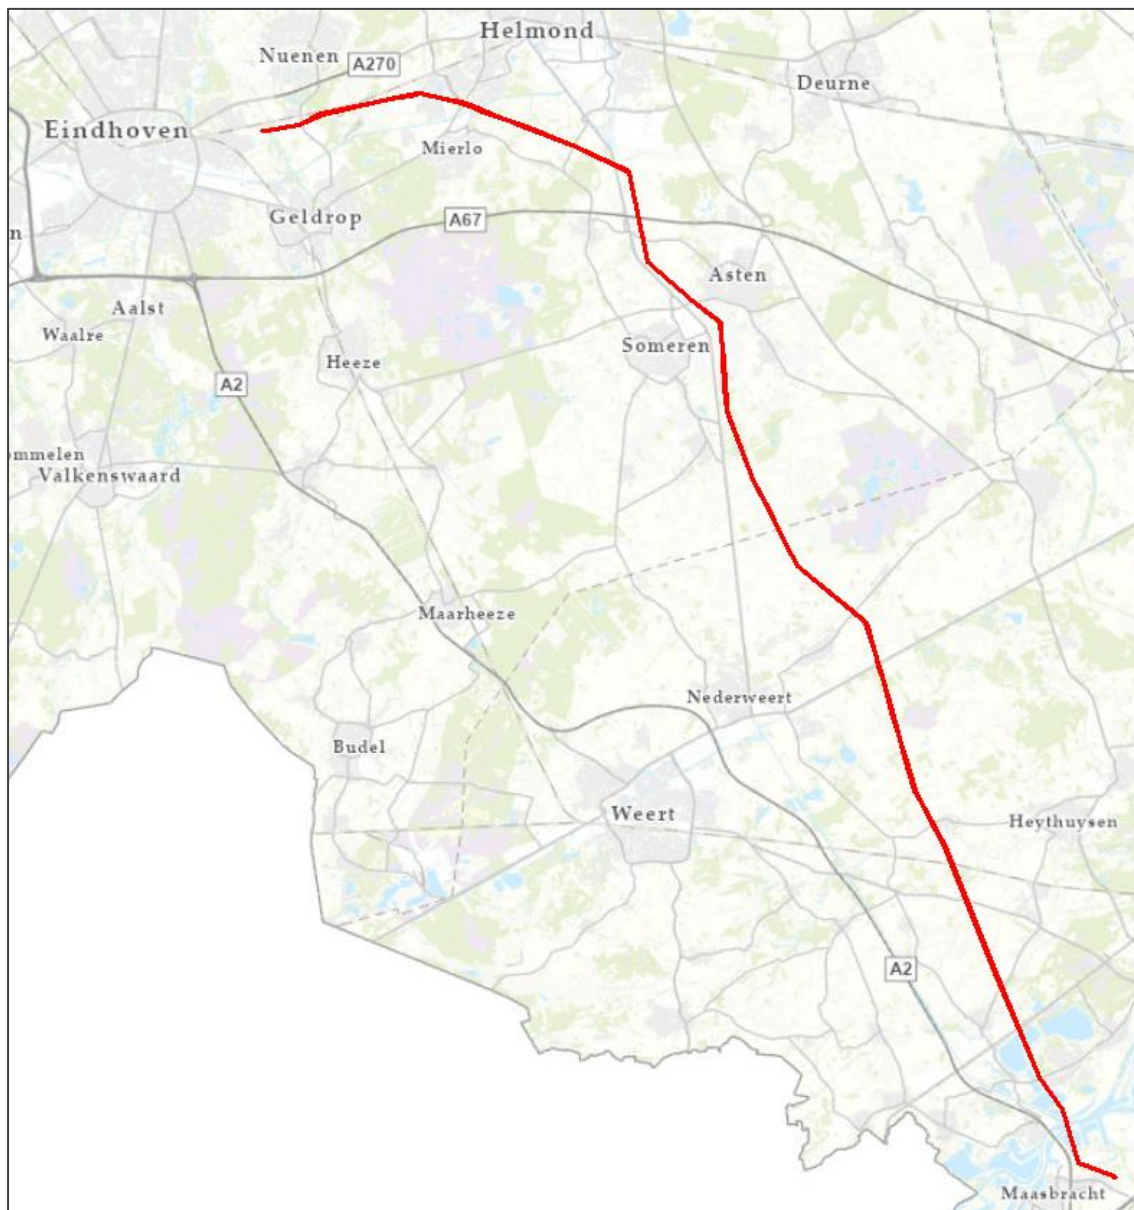 Helmond
Nuenen
A270
Deurne
Eindhoven
Mierlo
Geldrop
A67
n
Asten
Aalst
Waalre
Someren
Heeze
A2
ommelen
Valkenswaard
Maarheeze
Nederweert
Budel
Weert
Heythuysen
A2
Maasbracht